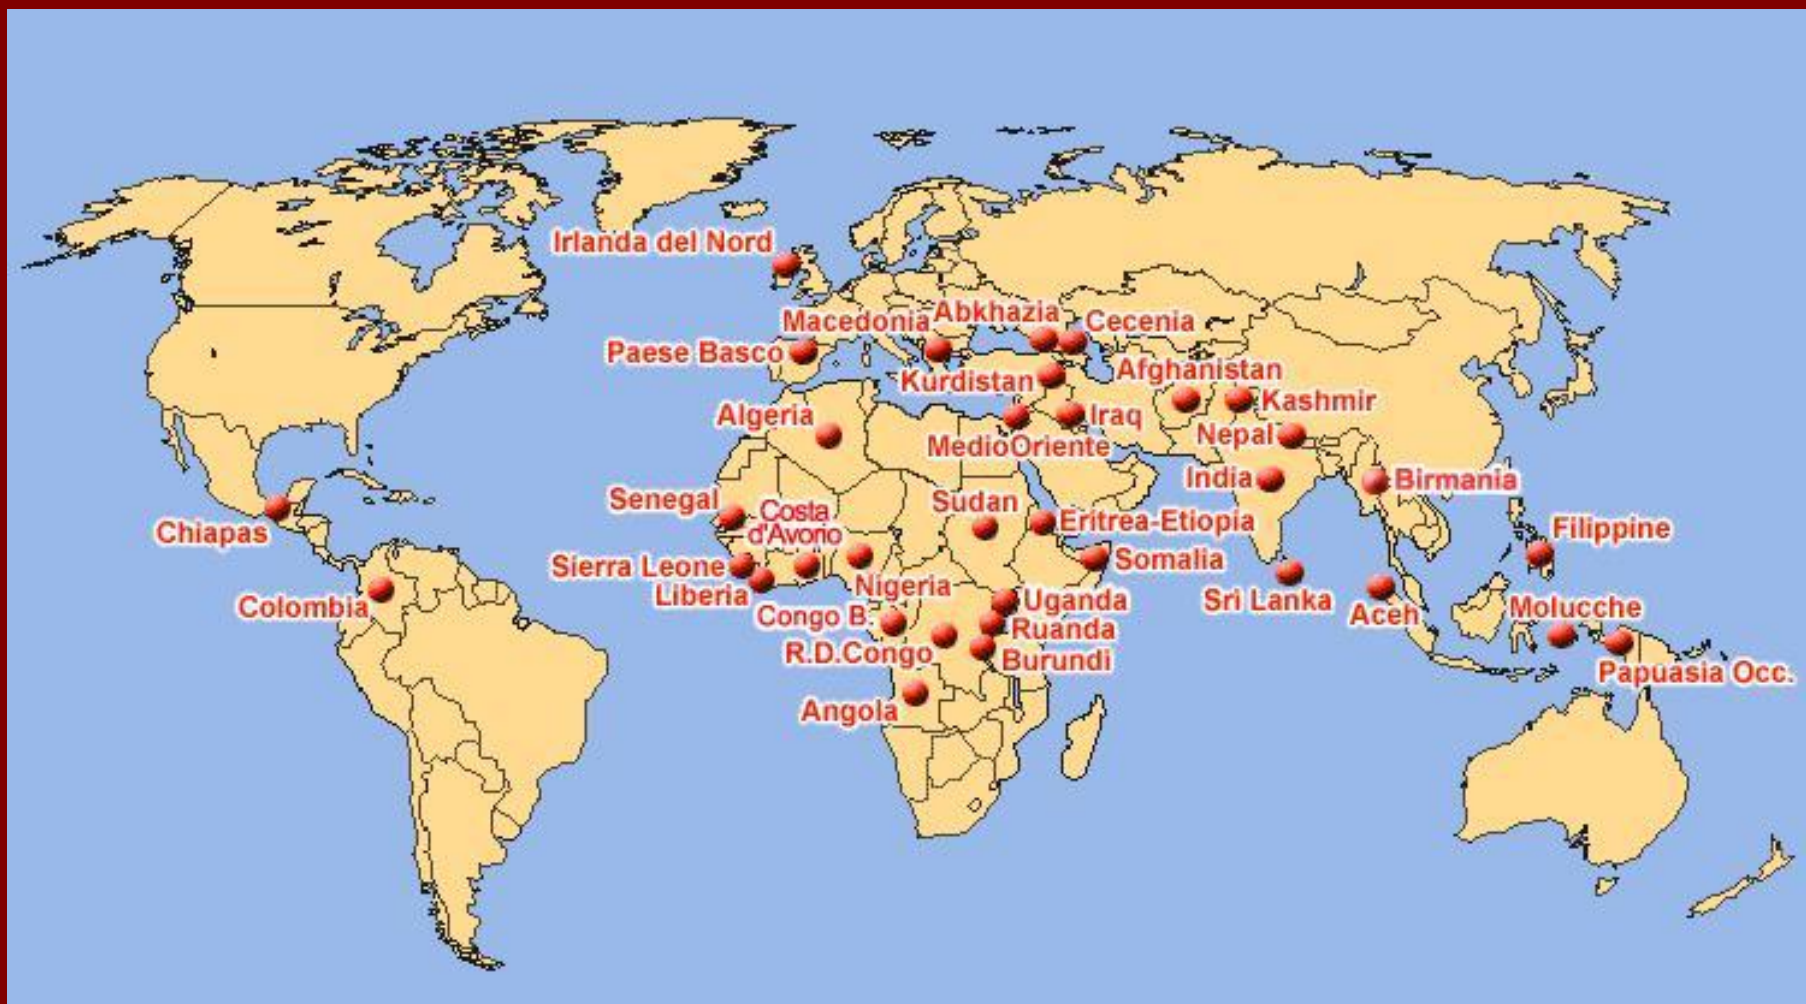 Irlanda del Nord
Macedonia
Abkhazia
Cecenia
Paese Basco
Kurdistan
Afghanistan
Algeria
Iraq
Kashmir
MedioOriente
Nepal
India
Birmania
Senegal
Costa
d'Avorio
Sudan
Eritrea-Etiopia
Chiapas
Filippine
Sierra Leone
Somalia
Liberia
Nigeria
Colombia
Uganda
Sri Lanka
Aceh
Molucche
Congo B.
Ruanda
R.D.Congo
Burundi
Papuasia Occ.
Angola